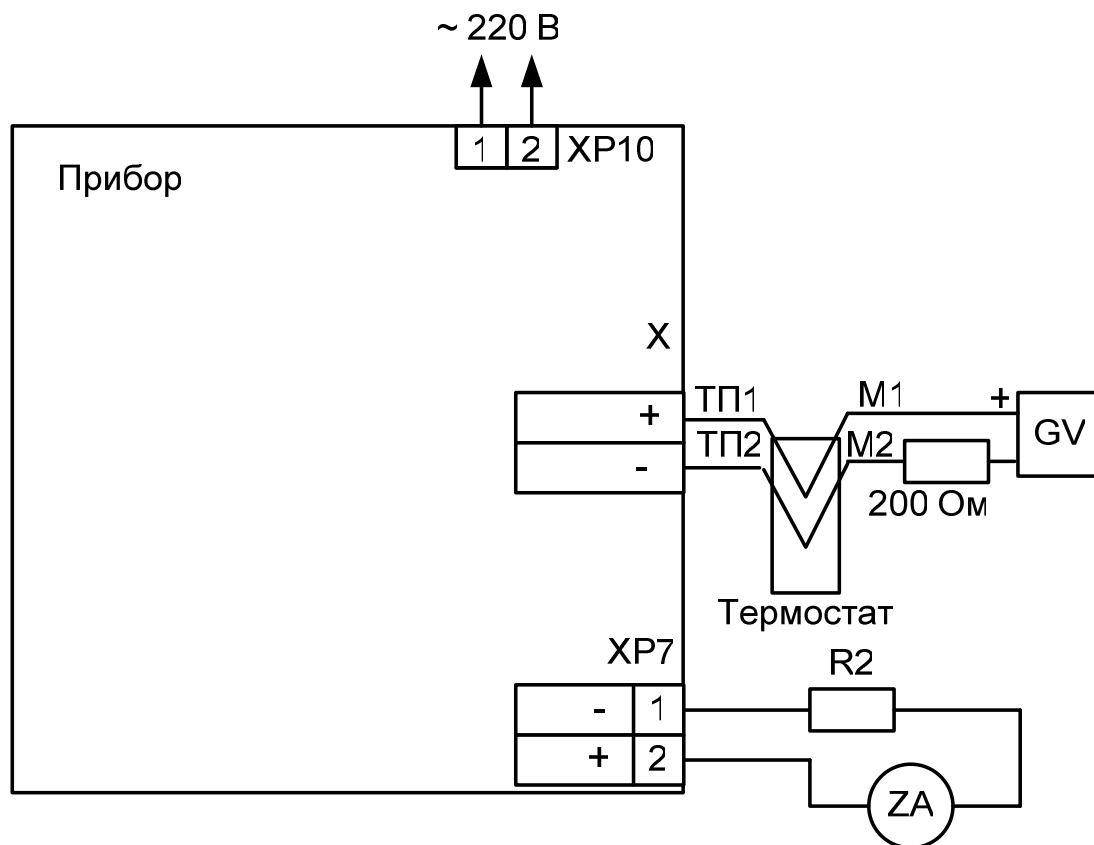 ~ 220 В
1 2 ХР10
Прибор
Х
+ ТП1 М1 +
- ТП2 М2 GV
200 Ом
Термостат
ХР7 R2
- 1
+ 2 ZA